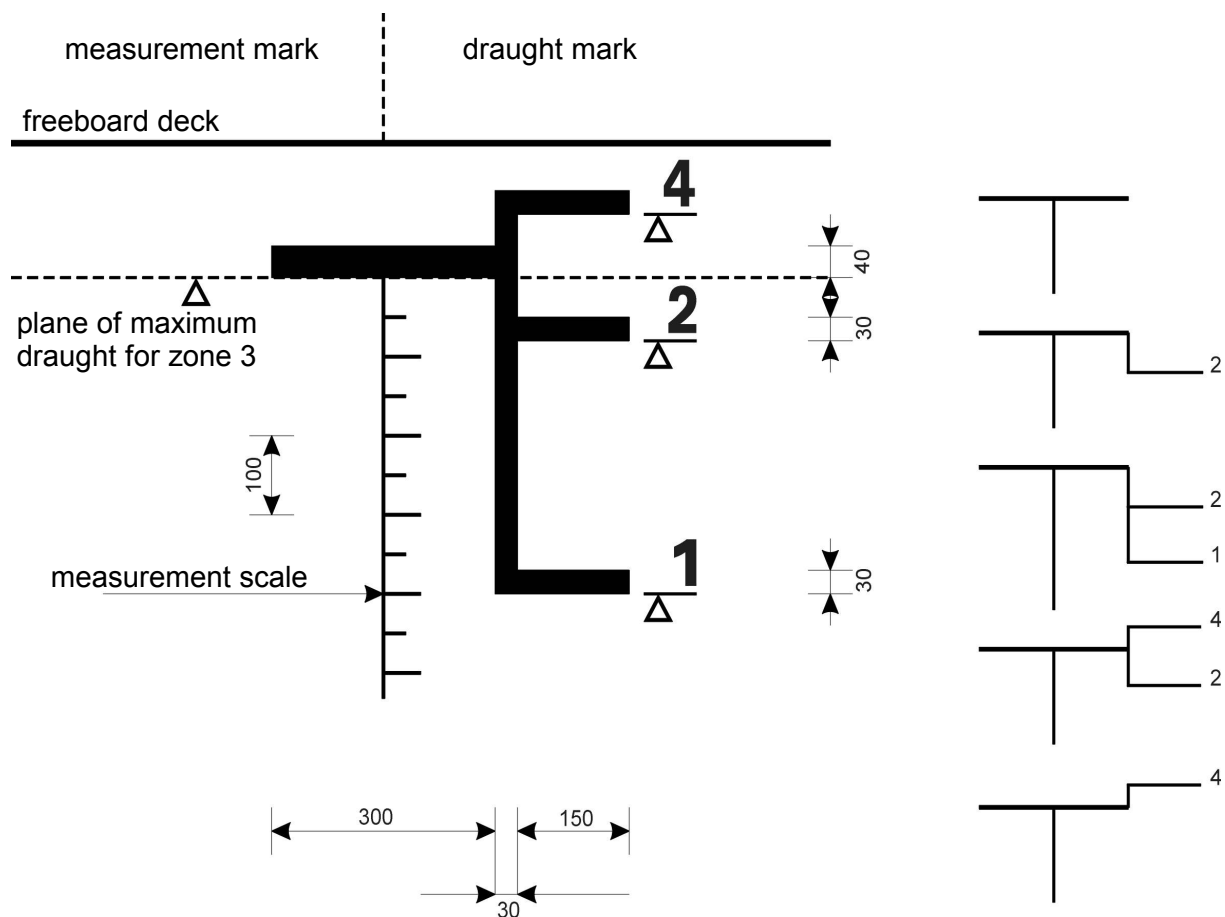 measurement mark
draught mark
freeboard deck
4
40
plane of maximum
draught for zone 3
2
30
2
100
2
1
measurement scale
1
30
4
2
4
300
150
30